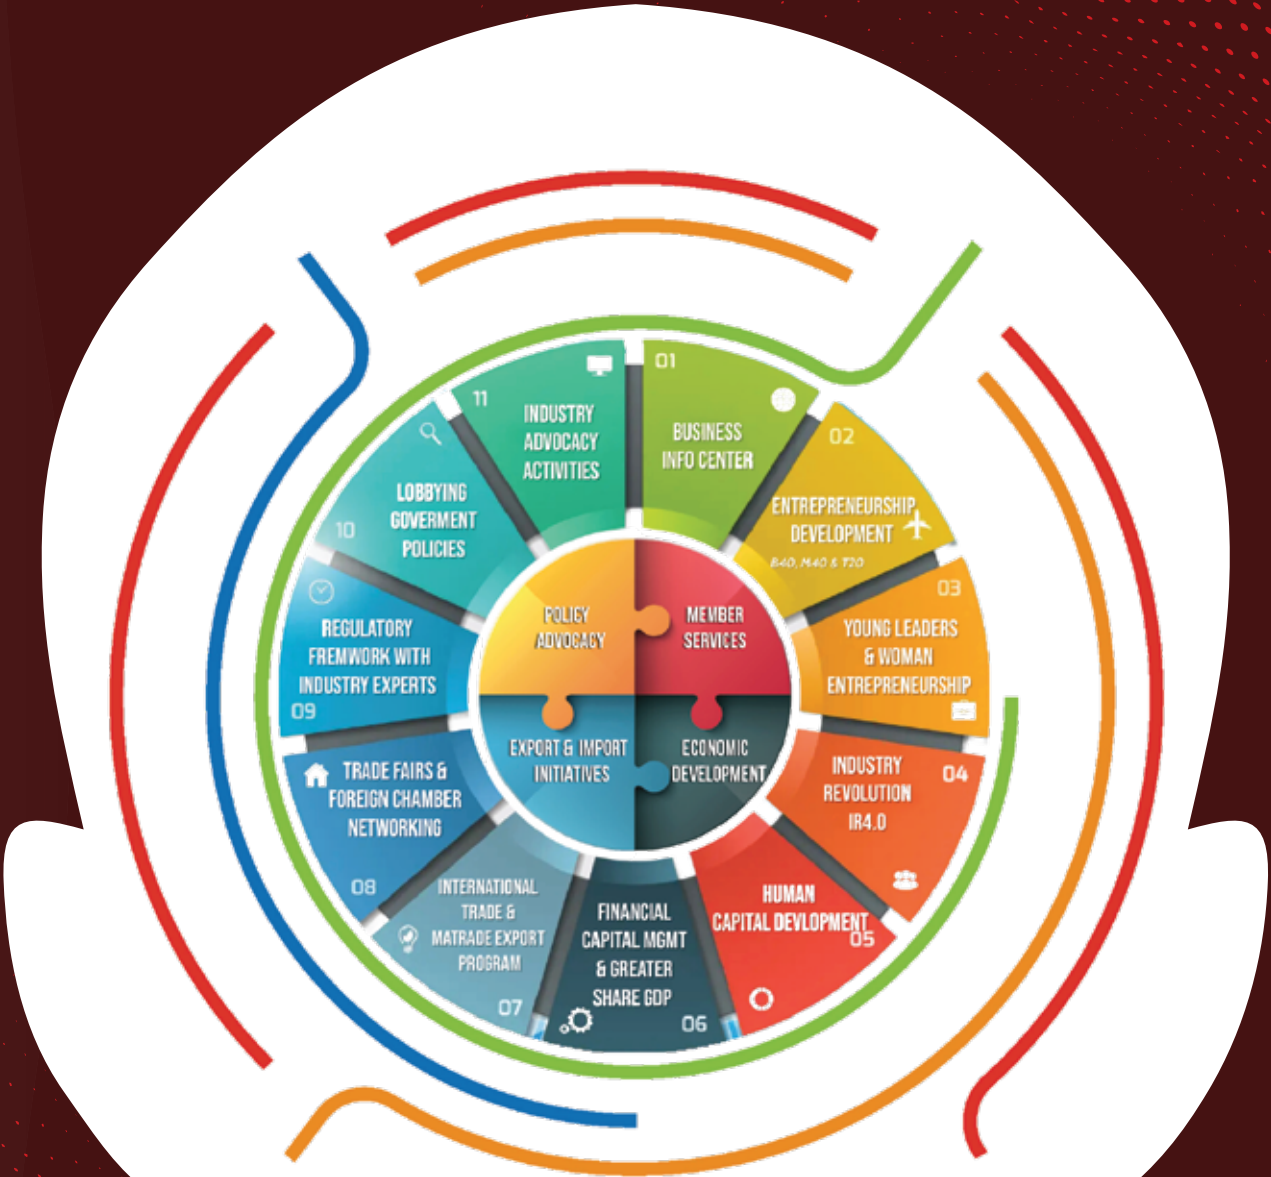 01
BUSINESS
INFO CENTER
02
ENTREPRENEURSHIP
DEVELOPMENT
B40, M40 & T20
03
YOUNG LEADERS
& WOMAN
ENTREPRENEURSHIP
04
INDUSTRY
REVOLUTION
IR4.0
HUMAN
CAPITAL DEVLOPMENT
05
FINANCIAL
CAPITAL MGMT
& GREATER
SHARE GDP
06
INTERNATIONAL
TRADE &
MATRADE EXPORT
PROGRAM
07
TRADE FAIRS &
FOREIGN CHAMBER
NETWORKING
08
REGULATORY
FREMWORK WITH
INDUSTRY EXPERTS
09
LOBBYING
GOVERMENT
POLICIES
10
11
INDUSTRY
ADVOCACY
ACTIVITIES
POLICY
ADVOCACY
MEMBER
SERVICES
EXPORT & IMPORT
INITIATIVES
ECONOMIC
DEVELOPMENT